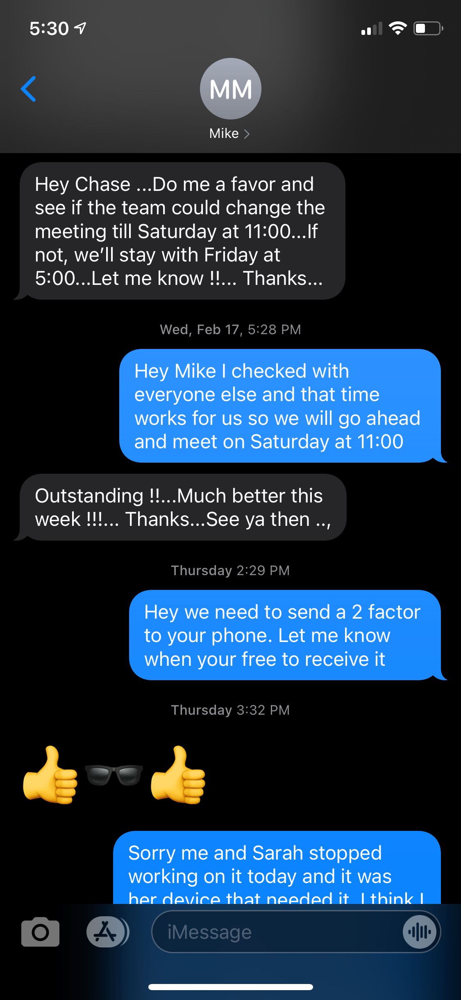 5:30
MM
Mike
Hey Chase ...Do me a favor and
see if the team could change the
meeting till Saturday at 11:00...If
not, we’ll stay with Friday at
5:00...Let me know !!... Thanks...
Wed, Feb 17, 5:28 PM
Hey Mike I checked with
everyone else and that time
works for us so we will go ahead
and meet on Saturday at 11:00
Outstanding !!...Much better this
week !!!... Thanks...See ya then ..,
Thursday 2:29 PM
Hey we need to send a 2 factor
to your phone. Let me know
when your free to receive it
Thursday 3:32 PM
Sorry me and Sarah stopped
working on it today and it was
her device that needed it. I think I
iMessage